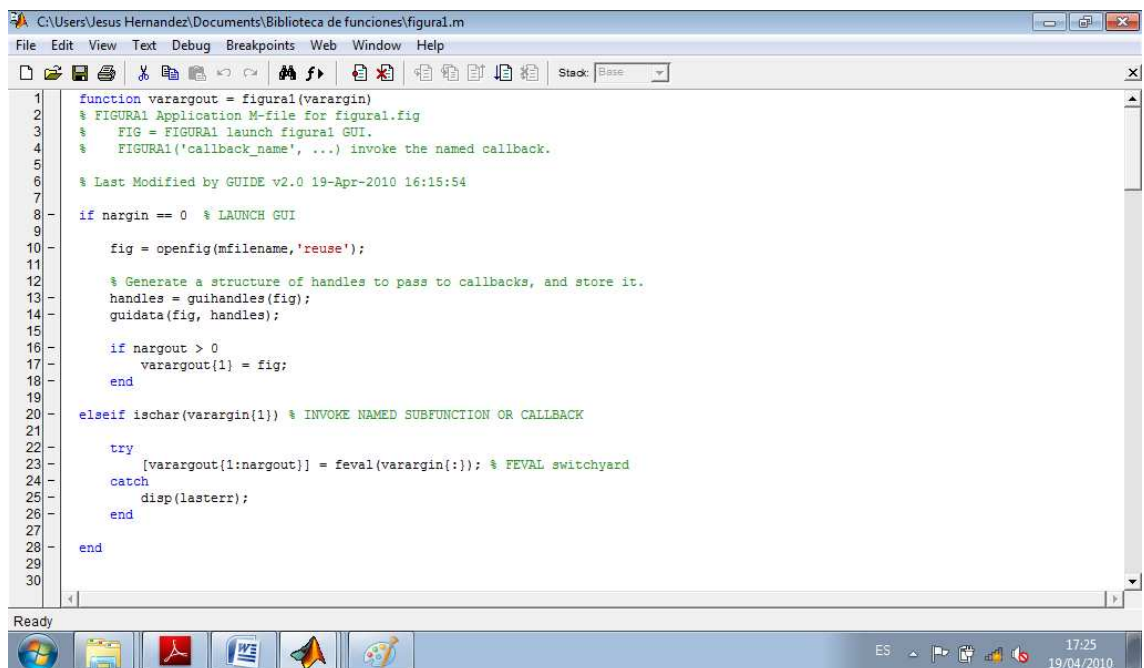 C:\Users\Jesus Hernandez\Documents\Biblioteca de funciones\figura1.m
File Edit View Text Debug Breakpoints Web Window Help
Stack: Base
1 function varargout = figura1(varargin)
2 % FIGURA1 Application M-file for figura1.fig
3 %    FIG = FIGURA1 launch figura1 GUI.
4 %    FIGURA1('callback_name', ...) invoke the named callback.
5
6 % Last Modified by GUIDE v2.0 19-Apr-2010 16:15:54
7
8 - if nargin == 0  % LAUNCH GUI
9
10 -     fig = openfig(mfilename,'reuse');
11
12     % Generate a structure of handles to pass to callbacks, and store it.
13 -     handles = guihandles(fig);
14 -     guidata(fig, handles);
15
16 -     if nargout > 0
17 -         varargout{1} = fig;
18 -     end
19
20 - elseif ischar(varargin{1}) % INVOKE NAMED SUBFUNCTION OR CALLBACK
21
22 -     try
23 -         [varargout{1:nargout}] = feval(varargin{:}); % FEVAL switchyard
24 -     catch
25 -         disp(lasterr);
26 -     end
27
28 - end
29
30
Ready
ES 17:25
19/04/2010